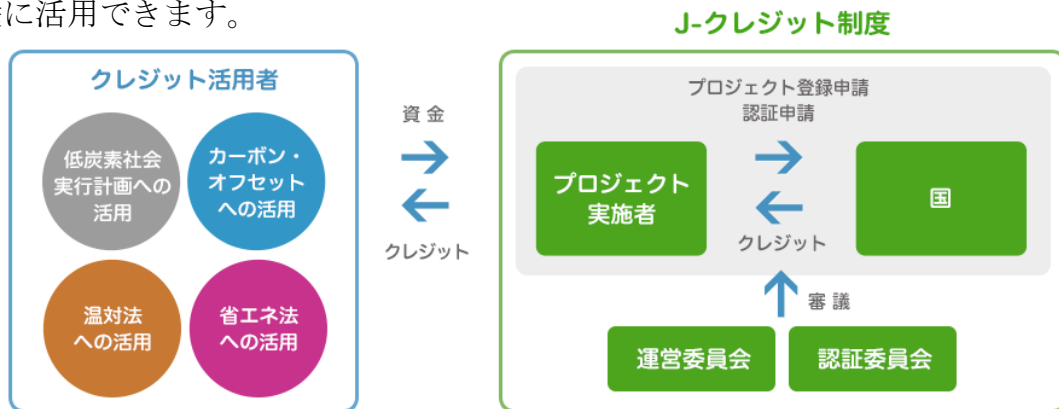 に活用できます。
J-クレジット制度
クレジット活用者
低炭素社会
実行計画への
活用
カーボン・
オフセット
への活用
温対法
への活用
省エネ法
への活用
資金
クレジット
プロジェクト登録申請
認証申請
プロジェクト
実施者
国
クレジット
審議
運営委員会
認証委員会